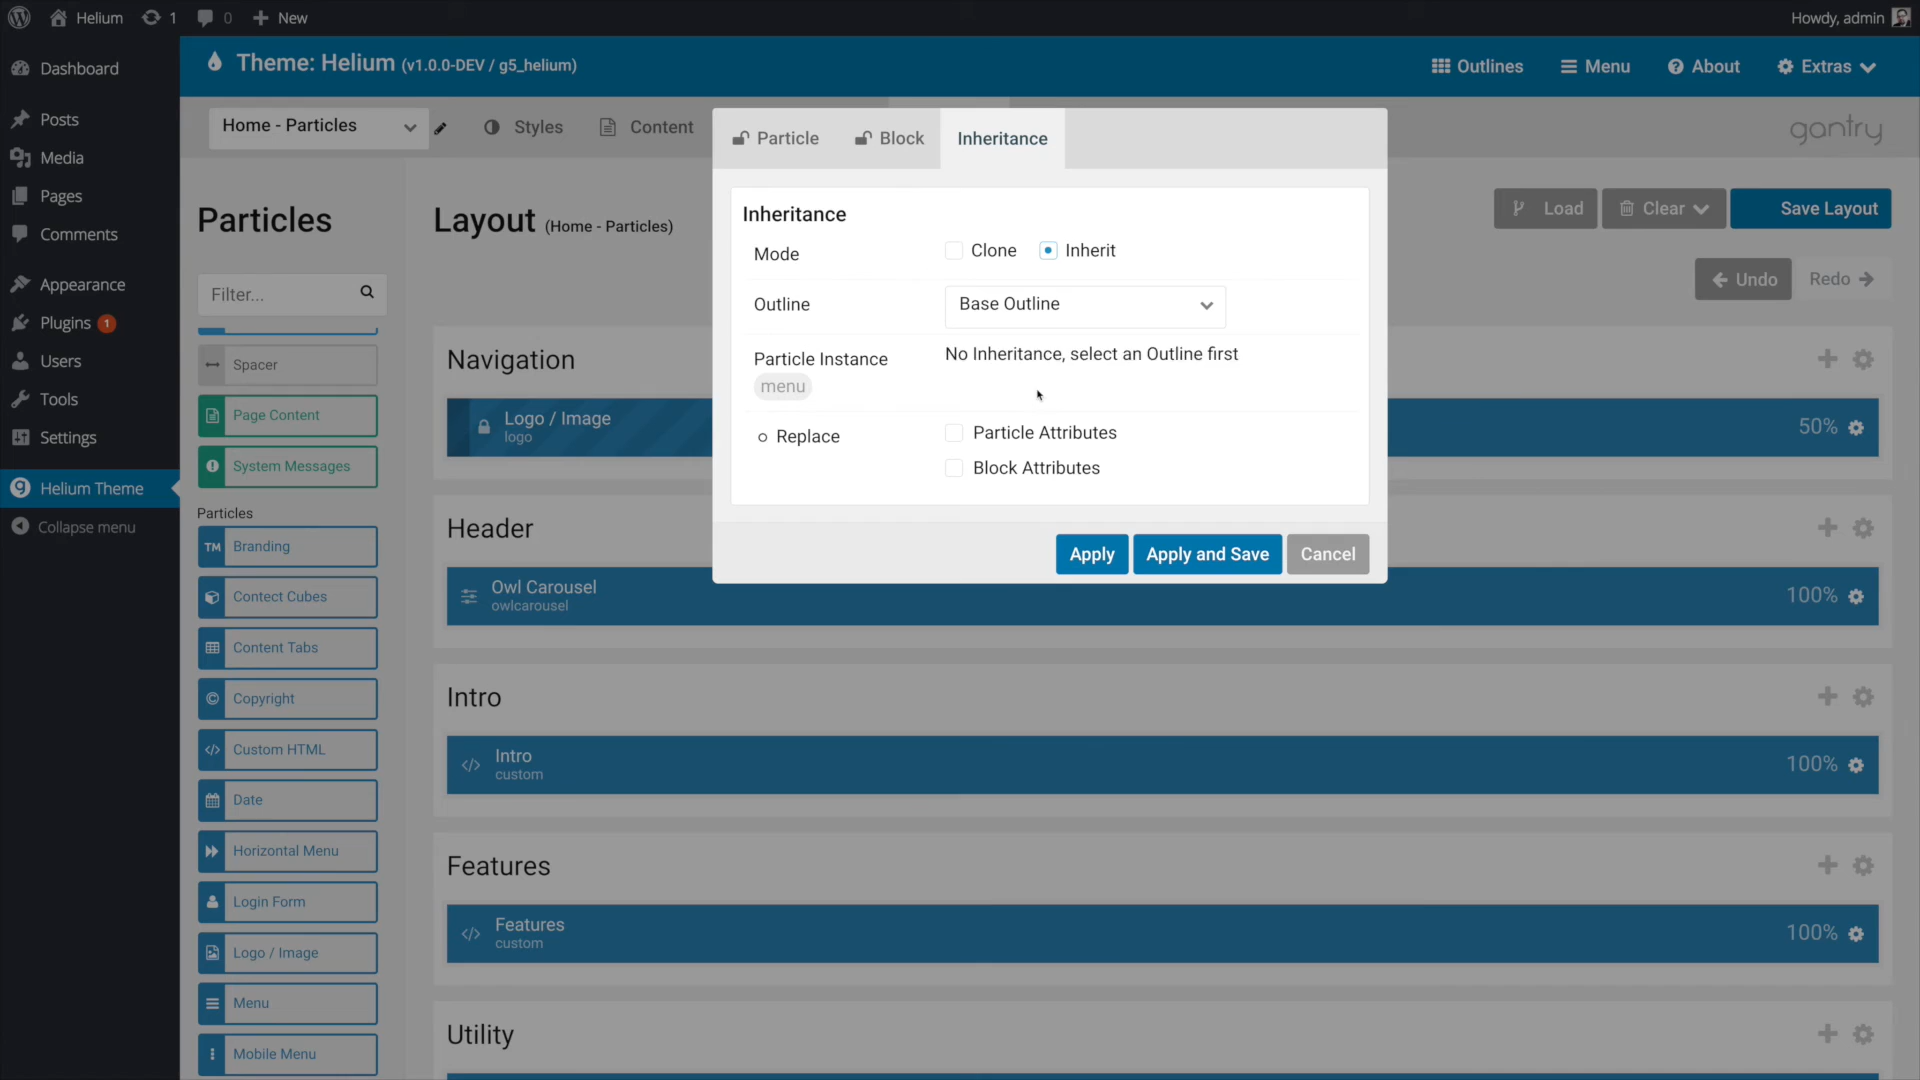 Helium
1
0
New
Howdy, admin
Dashboard
Posts
Media
Pages
Comments
Appearance
Plugins 1
Users
Tools
Settings
Helium Theme
Collapse menu
Theme: Helium (v1.0.0-DEV / g5_helium)
Outlines
Menu
About
Extras
Home - Particles
Styles
Content
gantry
Particles
Filter...
Spacer
Page Content
System Messages
Particles
TM Branding
Contect Cubes
Content Tabs
Copyright
Custom HTML
Date
Horizontal Menu
Login Form
Logo / Image
Menu
Mobile Menu
Layout (Home - Particles)
Load
Clear
Save Layout
Undo
Redo
Navigation
Logo / Image
logo
50%
Header
Owl Carousel
owlcarousel
100%
Intro
Intro
custom
100%
Features
Features
custom
100%
Utility
Particle
Block
Inheritance
Inheritance
Mode
Clone
Inherit
Outline
Base Outline
Particle Instance
menu
No Inheritance, select an Outline first
Replace
Particle Attributes
Block Attributes
Apply
Apply and Save
Cancel